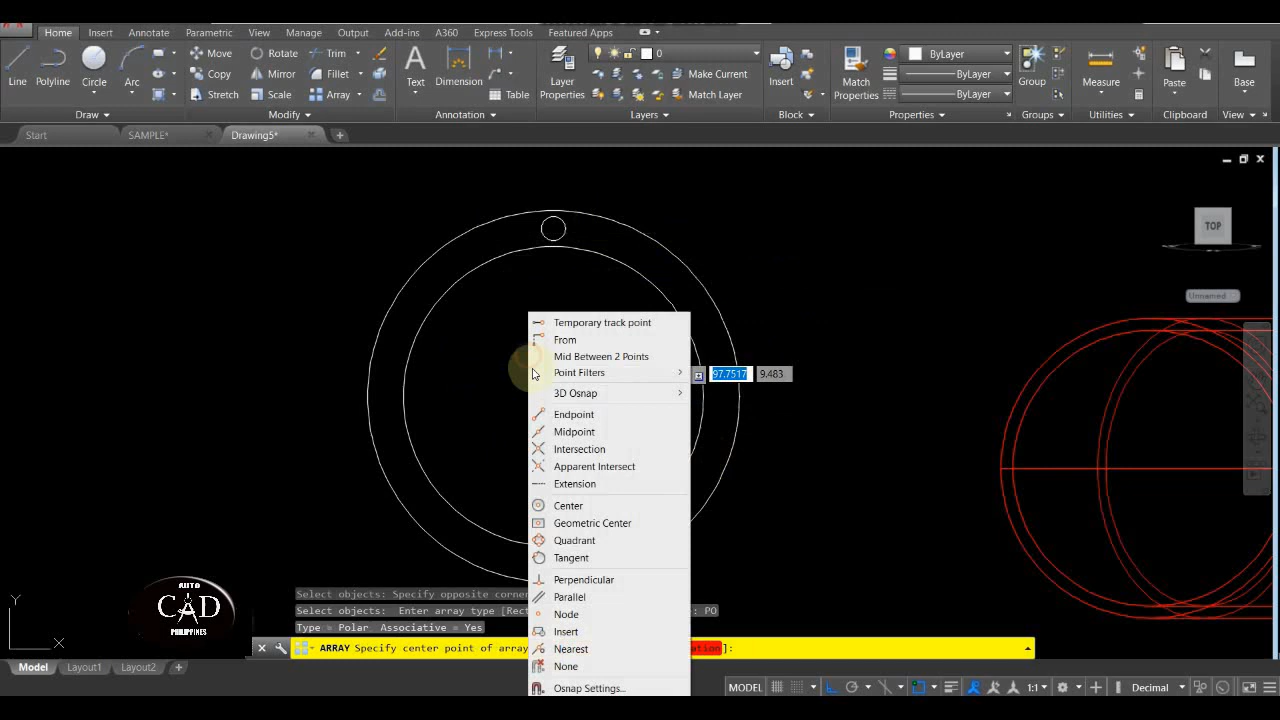 Home Insert Annotate Parametric View Manage Output Add-ins A360 Express Tools Featured Apps
Move Rotate Trim 0 ByLayer
Copy Mirror Fillet Make Current ByLayer
Line Polyline Circle Arc Text Dimension Layer Properties Insert Match Properties Group Measure Paste Base
Stretch Scale Array Table Match Layer ByLayer
Draw Modify Annotation Layers Block Properties Groups Utilities Clipboard View
Start SAMPLE* Drawing5*
TOP
Unnamed
Temporary track point
From
Mid Between 2 Points
Point Filters
97.7517 9.483
3D Osnap
Endpoint
Midpoint
Intersection
Apparent Intersect
Extension
Center
Geometric Center
Quadrant
Tangent
Perpendicular
Parallel
Node
Insert
Nearest
None
Osnap Settings...
AUTO
CAD
PHILIPPINES
Y
X
Select objects: Specify opposite corne
Select objects: Enter array type [Rect : PO
Type = Polar Associative = Yes
ARRAY Specify center point of array ation]:
Model Layout1 Layout2
MODEL 1:1 Decimal